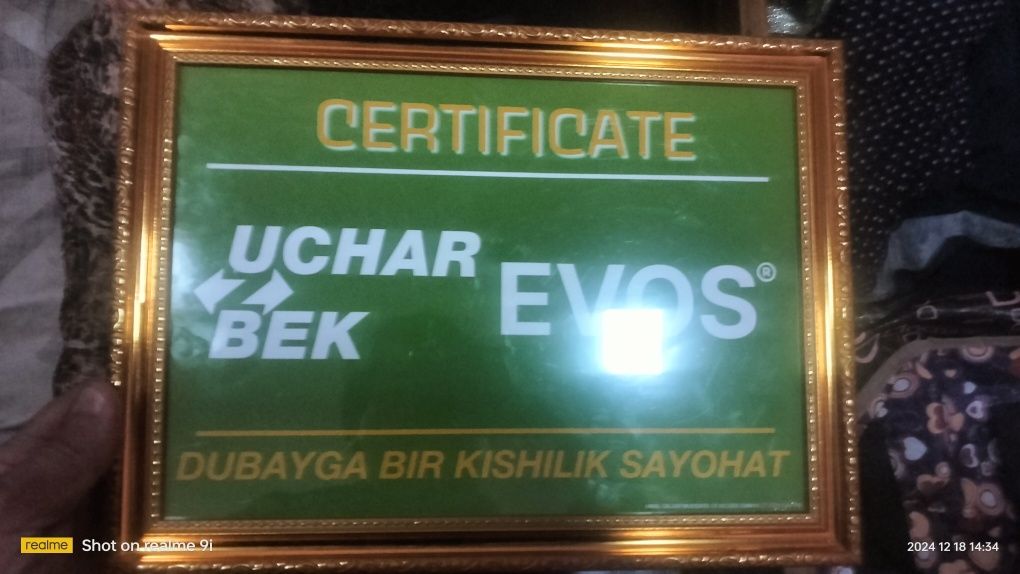 CERTIFICATE
UCHAR
BEK
EVOS®
DUBAYGA BIR KISHILIK SAYOHAT
realme Shot on realme 9i
2024 12 18 14:34